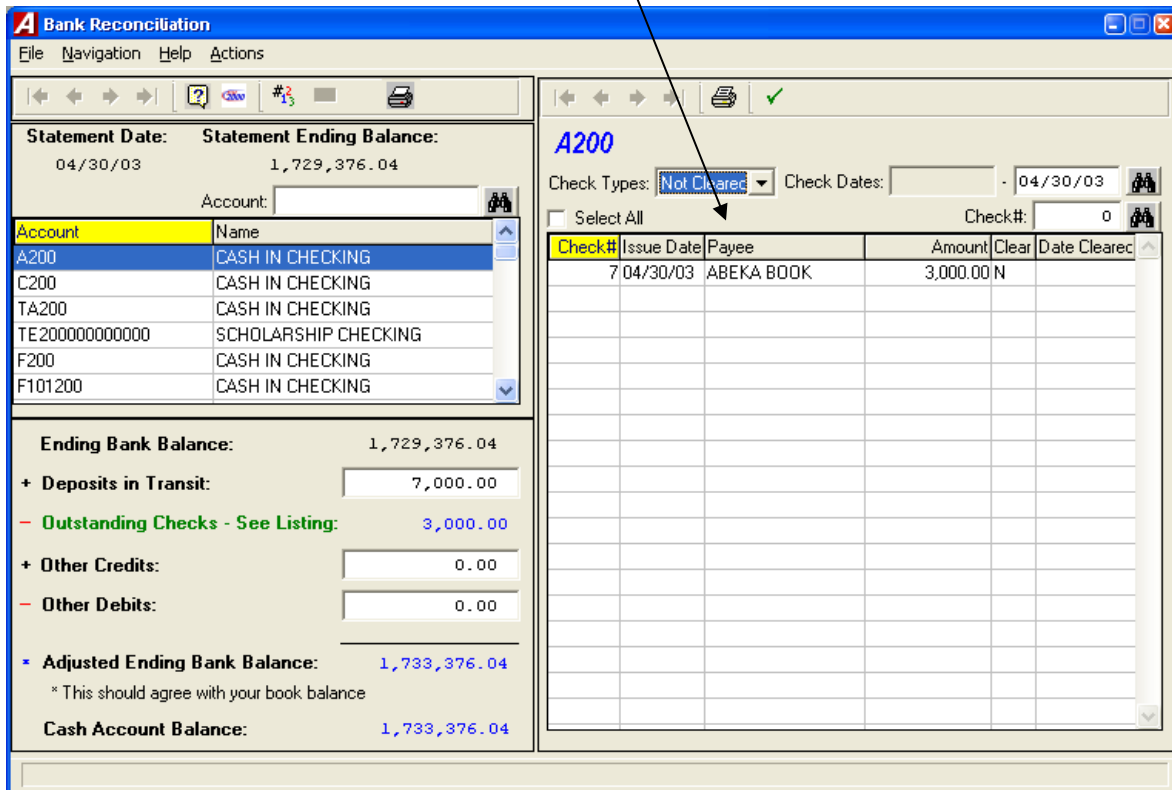 Bank Reconciliation
File Navigation Help Actions
Statement Date: Statement Ending Balance:
04/30/03 1,729,376.04
Account:
Account Name
A200 CASH IN CHECKING
C200 CASH IN CHECKING
TA200 CASH IN CHECKING
TE200000000000 SCHOLARSHIP CHECKING
F200 CASH IN CHECKING
F101200 CASH IN CHECKING
Ending Bank Balance: 1,729,376.04
+ Deposits in Transit: 7,000.00
- Outstanding Checks - See Listing: 3,000.00
+ Other Credits: 0.00
- Other Debits: 0.00
* Adjusted Ending Bank Balance: 1,733,376.04
* This should agree with your book balance
Cash Account Balance: 1,733,376.04
A200
Check Types: Not Cleared Check Dates: - 04/30/03
Select All Check#: 0
Check# Issue Date Payee Amount Clear Date Cleared
7 04/30/03 ABEKA BOOK 3,000.00 N